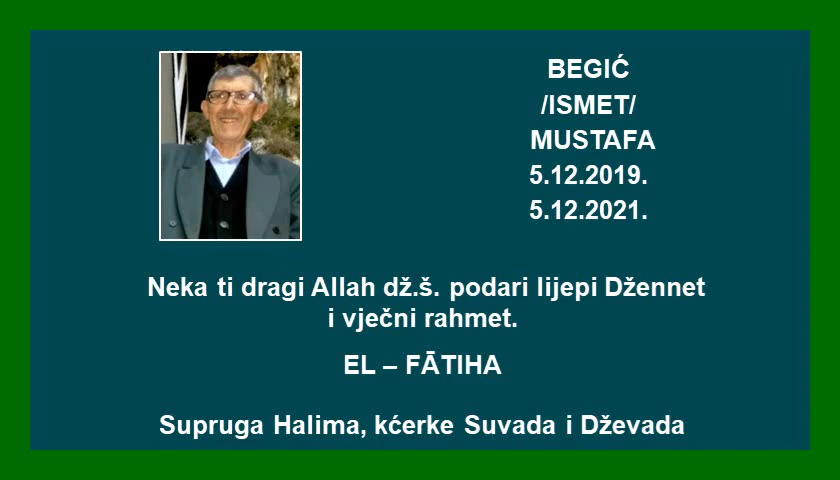 BEGIĆ
/ISMET/
MUSTAFA
5.12.2019.
5.12.2021.
Neka ti dragi Allah dž.š. podari lijepi Džennet
i vječni rahmet.
EL – FĀTIHA
Supruga Halima, kćerke Suvada i Dževada